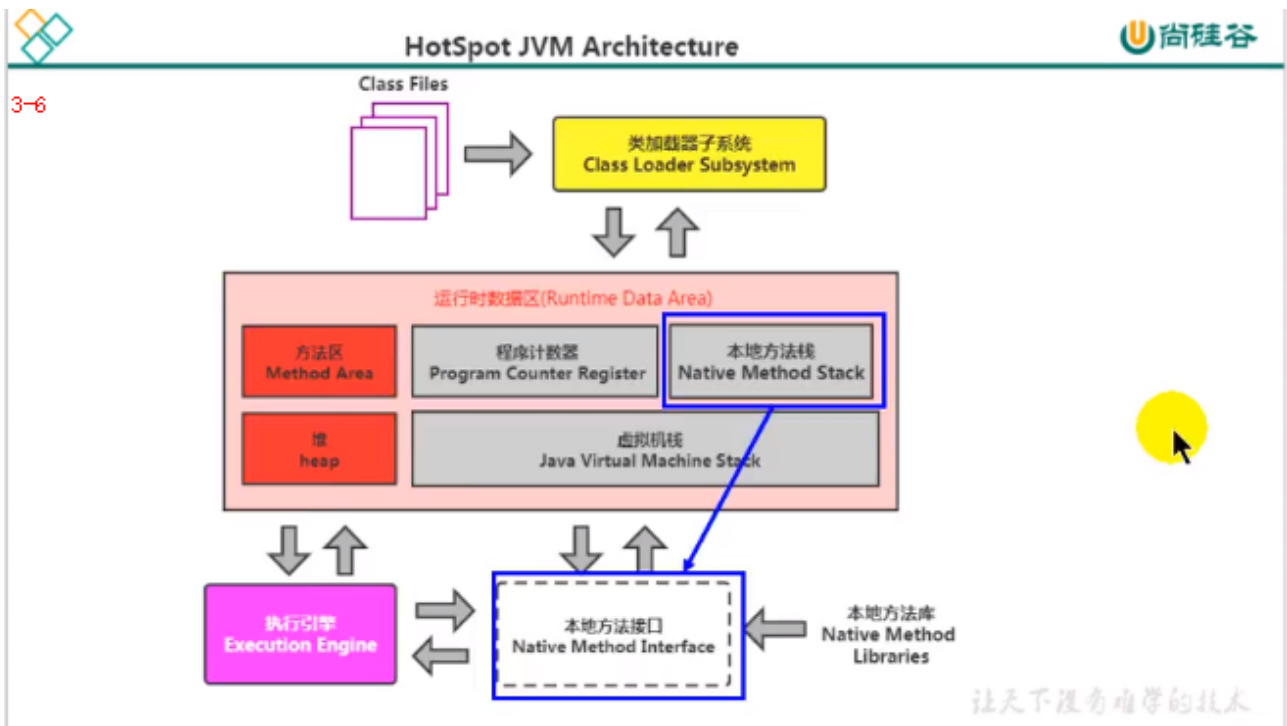 HotSpot JVM Architecture
尚硅谷
3-6
Class Files
类加载器子系统
Class Loader Subsystem
运行时数据区(Runtime Data Area)
方法区
Method Area
程序计数器
Program Counter Register
本地方法栈
Native Method Stack
堆
heap
虚拟机栈
Java Virtual Machine Stack
执行引擎
Execution Engine
本地方法接口
Native Method Interface
本地方法库
Native Method
Libraries
让天下没有难学的技术